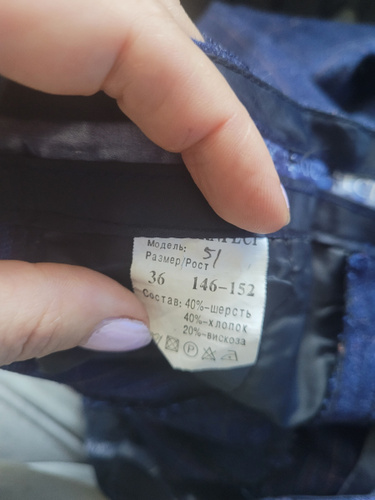 Модель: 51
Размер/Рост
36 146-152
Состав: 40%-шерсть
40%-хлопок
20%-вискоза